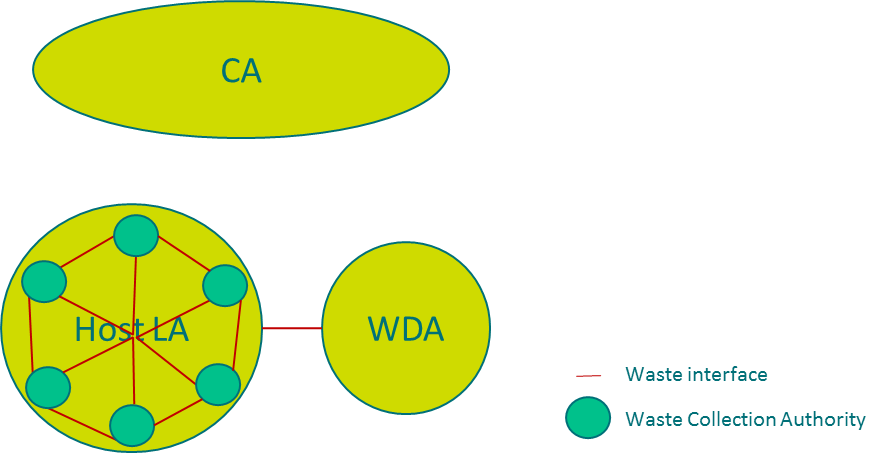 CA
Host LA
WDA
Waste interface
Waste Collection Authority